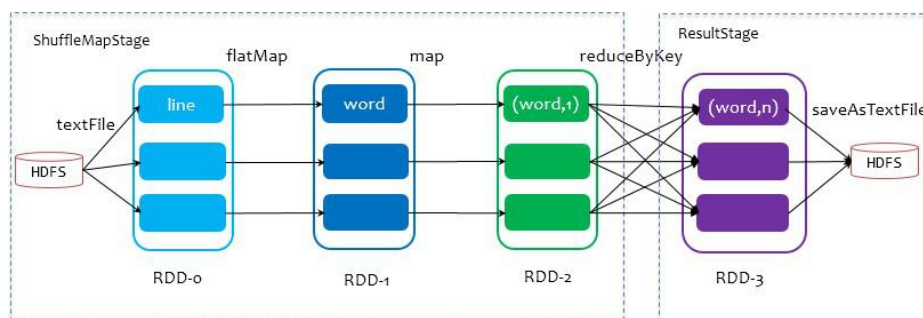 ShuffleMapStage
ResultStage
flatMap
map
reduceByKey
line
word
(word,1)
(word,n)
textFile
saveAsTextFile
HDFS
HDFS
RDD-0
RDD-1
RDD-2
RDD-3